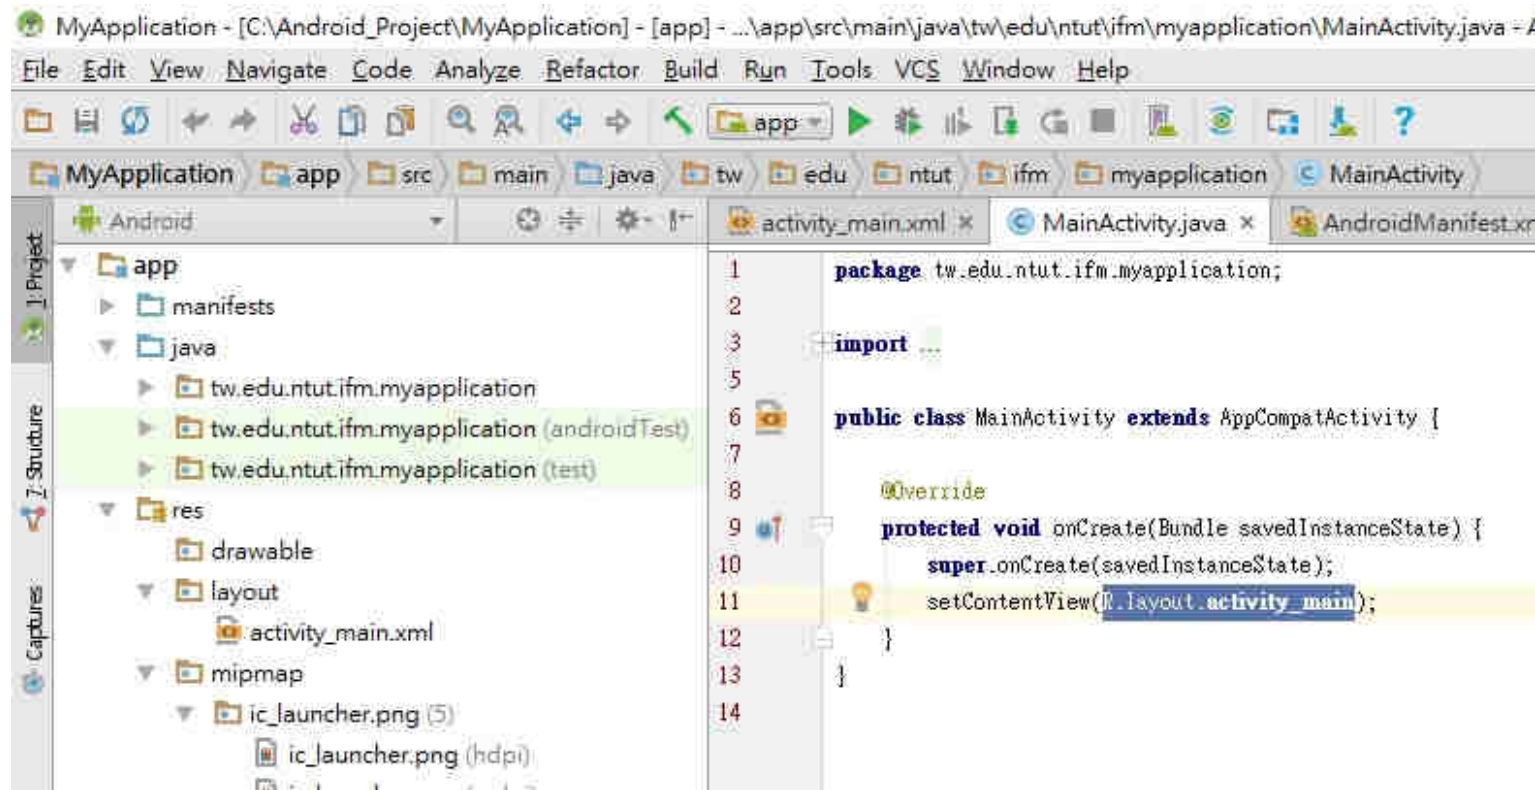 MyApplication - [C:\Android_Project\MyApplication] - [app] - ...\app\src\main\java\tw\edu\ntut\ifm\myapplication\MainActivity.java - A
File Edit View Navigate Code Analyze Refactor Build Run Tools VCS Window Help
app
MyApplication app src main java tw edu ntut ifm myapplication MainActivity
Android
activity_main.xml MainActivity.java AndroidManifest.xm
1: Project
7: Structure
Captures
app
manifests
java
tw.edu.ntut.ifm.myapplication
tw.edu.ntut.ifm.myapplication (androidTest)
tw.edu.ntut.ifm.myapplication (test)
res
drawable
layout
activity_main.xml
mipmap
ic_launcher.png (5)
ic_launcher.png (hdpi)
1 package tw.edu.ntut.ifm.myapplication;
2
3 import ...
5
6 public class MainActivity extends AppCompatActivity {
7
8 @Override
9 protected void onCreate(Bundle savedInstanceState) {
10 super.onCreate(savedInstanceState);
11 setContentView(R.layout.activity_main);
12 }
13 }
14